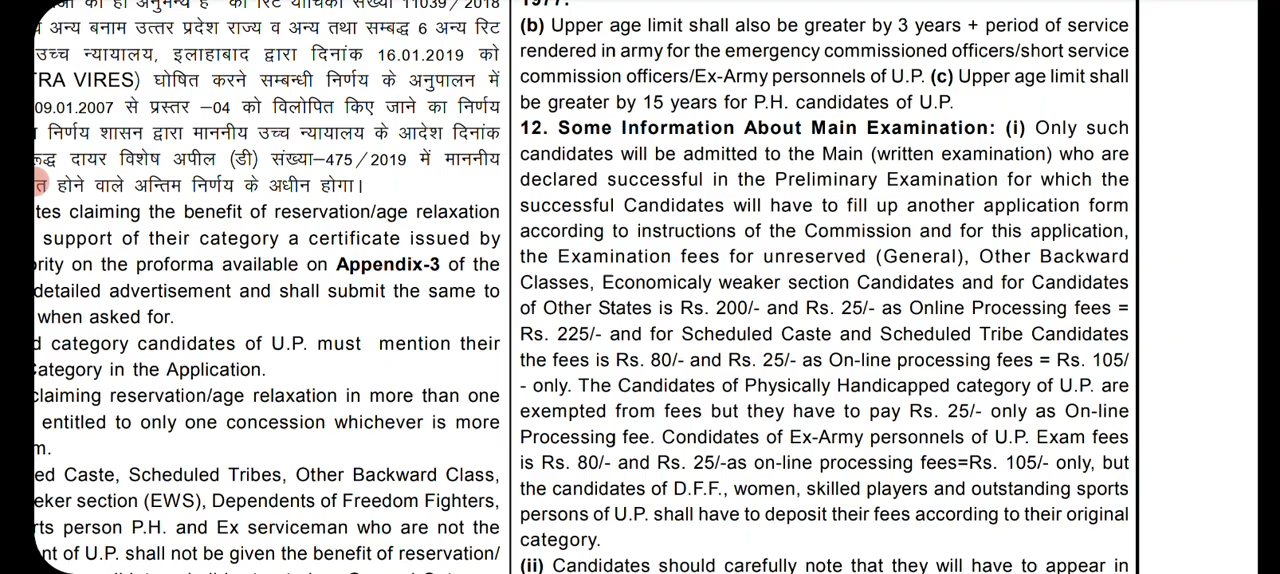 अन्य बनाम उत्तर प्रदेश राज्य व अन्य तथा सम्बद्ध 6 अन्य रिट
उच्च न्यायालय, इलाहाबाद द्वारा दिनांक 16.01.2019 को
TRA VIRES) घोषित करने सम्बन्धी निर्णय के अनुपालन में
09.01.2007 से प्रस्तर –04 को विलोपित किए जाने का निर्णय
निर्णय शासन द्वारा माननीय उच्च न्यायालय के आदेश दिनांक
दायर विशेष अपील (डी) संख्या–475/2019 में माननीय
होने वाले अन्तिम निर्णय के अधीन होगा।
tes claiming the benefit of reservation/age relaxation
support of their category a certificate issued by
rity on the proforma available on Appendix-3 of the
detailed advertisement and shall submit the same to
when asked for.
d category candidates of U.P. must mention their
ategory in the Application.
claiming reservation/age relaxation in more than one
entitled to only one concession whichever is more
m.
ed Caste, Scheduled Tribes, Other Backward Class,
eker section (EWS), Dependents of Freedom Fighters,
rts person P.H. and Ex serviceman who are not the
nt of U.P. shall not be given the benefit of reservation/
(b) Upper age limit shall also be greater by 3 years + period of service
rendered in army for the emergency commissioned officers/short service
commission officers/Ex-Army personnels of U.P. (c) Upper age limit shall
be greater by 15 years for P.H. candidates of U.P.
12. Some Information About Main Examination: (i) Only such
candidates will be admitted to the Main (written examination) who are
declared successful in the Preliminary Examination for which the
successful Candidates will have to fill up another application form
according to instructions of the Commission and for this application,
the Examination fees for unreserved (General), Other Backward
Classes, Economicaly weaker section Candidates and for Candidates
of Other States is Rs. 200/- and Rs. 25/- as Online Processing fees =
Rs. 225/- and for Scheduled Caste and Scheduled Tribe Candidates
the fees is Rs. 80/- and Rs. 25/- as On-line processing fees = Rs. 105/
- only. The Candidates of Physically Handicapped category of U.P. are
exempted from fees but they have to pay Rs. 25/- only as On-line
Processing fee. Condidates of Ex-Army personnels of U.P. Exam fees
is Rs. 80/- and Rs. 25/-as on-line processing fees=Rs. 105/- only, but
the candidates of D.F.F., women, skilled players and outstanding sports
persons of U.P. shall have to deposit their fees according to their original
category.
(ii) Candidates should carefully note that they will have to appear in